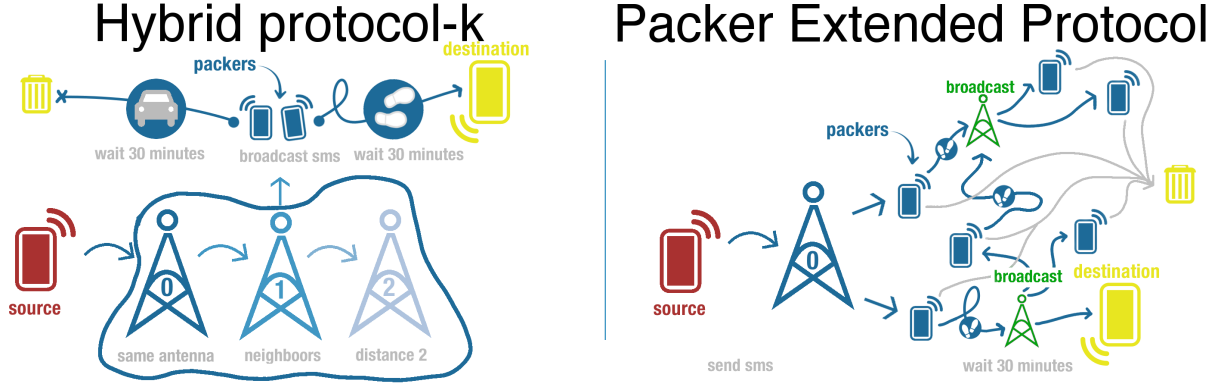 Hybrid protocol-k
destination
packers
wait 30 minutes
broadcast sms
wait 30 minutes
0
1
2
source
same antenna
neighboors
distance 2
Packer Extended Protocol
broadcast
packers
0
broadcast
destination
source
send sms
wait 30 minutes